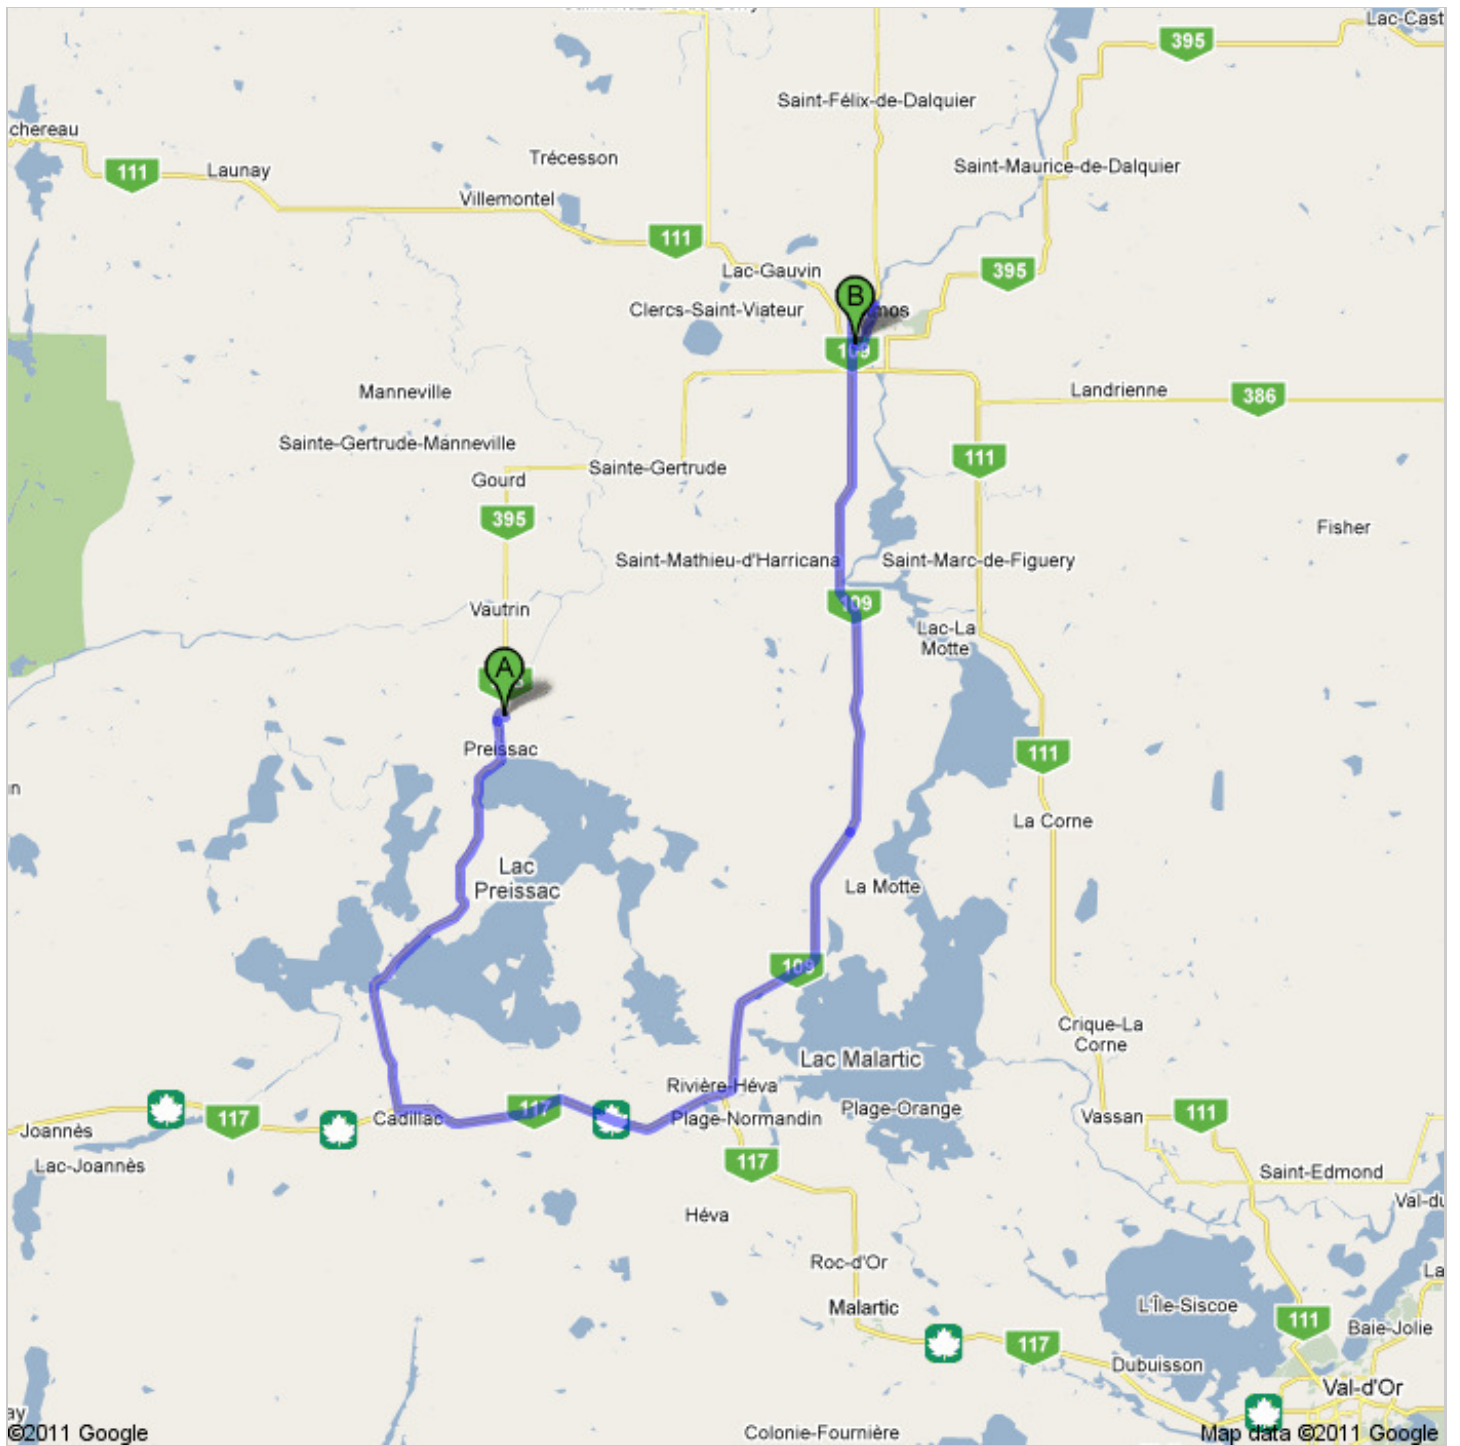 Lac-Cast
395
Saint-Félix-de-Dalquier
chereau
Trécesson
Saint-Maurice-de-Dalquier
111
Launay
Villemontel
111
Lac-Gauvin
395
B
Clercs-Saint-Viateur
mos
109
Manneville
Landrienne
386
Sainte-Gertrude-Manneville
111
Sainte-Gertrude
Gourd
395
Fisher
Saint-Mathieu-d'Harricana
Saint-Marc-de-Figuery
Vautrin
109
Lac-La
Motte
A
Preissac
111
n
La Corne
Lac
Preissac
La Motte
109
Crique-La
Corne
Lac Malartic
Rivière-Héva
117
117
Cadillac
Plage-Normandin
Plage-Orange
Vassan
111
Joannès
Lac-Joannès
117
Saint-Edmond
Val-du
Héva
Roc-d'Or
La
Malartic
L'Île-Siscoe
111
Baie-Jolie
117
Dubuisson
Val-d'Or
ay
©2011 Google
Colonie-Fournière
Map data ©2011 Google